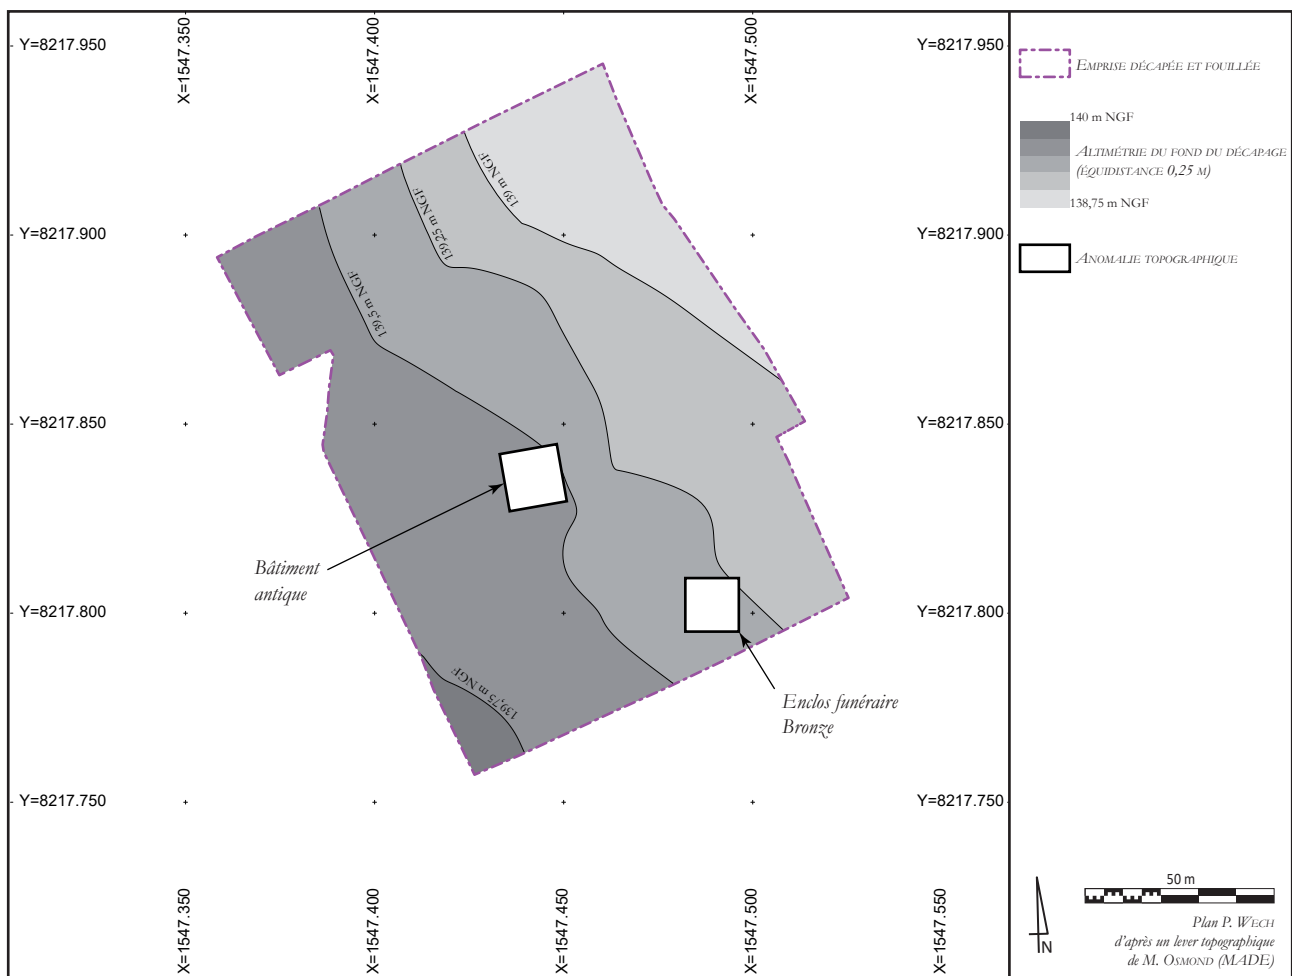 X=1547.350
X=1547.400
X=1547.500
Y=8217.950
Y=8217.950
139 m NGF
139,25 m NGF
139,5 m NGF
Y=8217.900
Y=8217.900
Y=8217.850
Y=8217.850
Bâtiment
antique
Y=8217.800
Y=8217.800
139,75 m NGF
Enclos funéraire
Bronze
Y=8217.750
Y=8217.750
X=1547.350
X=1547.400
X=1547.450
X=1547.500
X=1547.550
EMPRISE DÉCAPÉE ET FOUILLÉE
140 m NGF
ALTIMÉTRIE DU FOND DU DÉCAPAGE
(ÉQUIDISTANCE 0,25 M)
138,75 m NGF
ANOMALIE TOPOGRAPHIQUE
50 m
N
Plan P. WECH
d'après un lever topographique
de M. OSMOND (MADE)